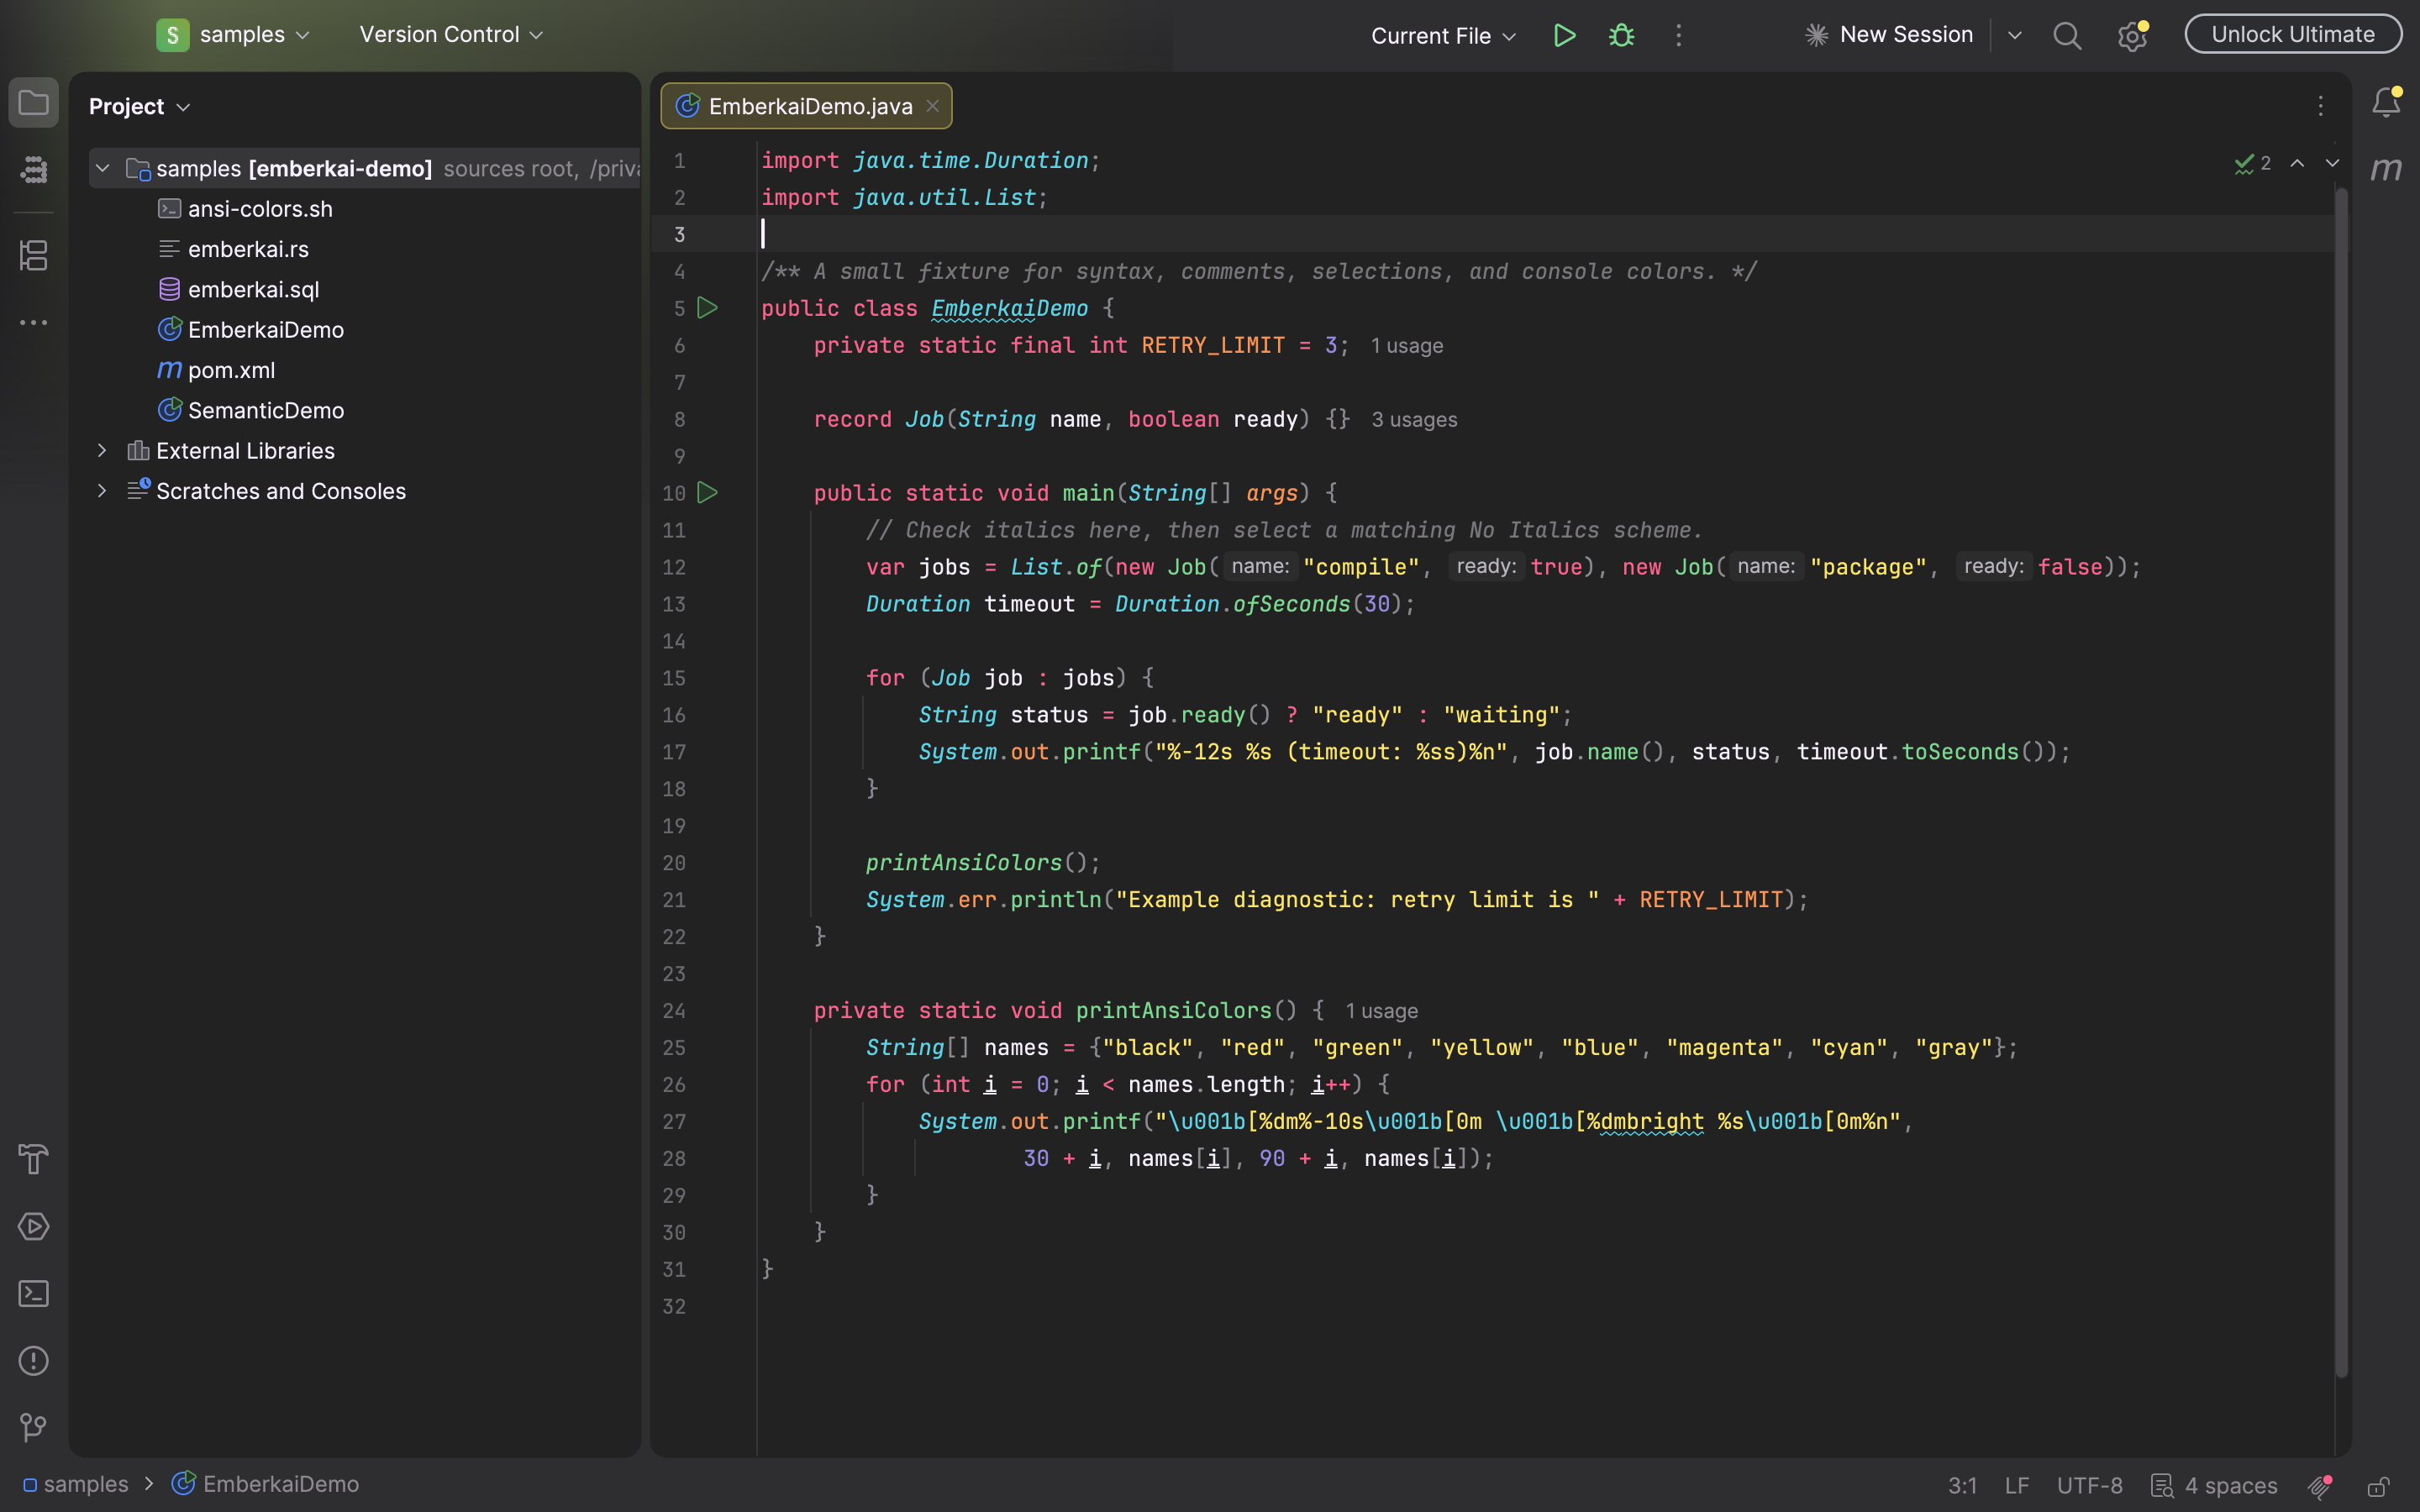 S samples Version Control Current File New Session Unlock Ultimate
Project
samples [emberkai-demo] sources root, /priv
ansi-colors.sh
emberkai.rs
emberkai.sql
EmberkaiDemo
m pom.xml
SemanticDemo
External Libraries
Scratches and Consoles
EmberkaiDemo.java
2
m
1 import java.time.Duration;
2 import java.util.List;
3
4 /** A small fixture for syntax, comments, selections, and console colors. */
5 public class EmberkaiDemo {
6 private static final int RETRY_LIMIT = 3; 1 usage
7
8 record Job(String name, boolean ready) {} 3 usages
9
10 public static void main(String[] args) {
11 // Check italics here, then select a matching No Italics scheme.
12 var jobs = List.of(new Job( name: "compile", ready: true), new Job( name: "package", ready: false));
13 Duration timeout = Duration.ofSeconds(30);
14
15 for (Job job : jobs) {
16 String status = job.ready() ? "ready" : "waiting";
17 System.out.printf("%-12s %s (timeout: %ss)%n", job.name(), status, timeout.toSeconds());
18 }
19
20 printAnsiColors();
21 System.err.println("Example diagnostic: retry limit is " + RETRY_LIMIT);
22 }
23
24 private static void printAnsiColors() { 1 usage
25 String[] names = {"black", "red", "green", "yellow", "blue", "magenta", "cyan", "gray"};
26 for (int i = 0; i < names.length; i++) {
27 System.out.printf("\u001b[%dm%-10s\u001b[0m \u001b[%dmbright %s\u001b[0m%n",
28 30 + i, names[i], 90 + i, names[i]);
29 }
30 }
31 }
32
samples EmberkaiDemo 3:1 LF UTF-8 4 spaces